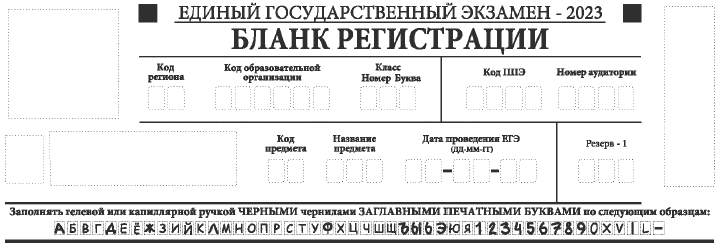 ЕДИНЫЙ ГОСУДАРСТВЕННЫЙ ЭКЗАМЕН - 2023
БЛАНК РЕГИСТРАЦИИ
Код региона
Код образовательной организации
Класс
Номер Буква
Код ППЭ
Номер аудитории
Код предмета
Название предмета
Дата проведения ЕГЭ
(ДД-ММ-ГГ)
Резерв - 1
Заполнять гелевой или капиллярной ручкой ЧЕРНЫМИ чернилами ЗАГЛАВНЫМИ ПЕЧАТНЫМИ БУКВАМИ по следующим образцам:
АБВГДЕЁЖЗИЙКЛМНОПРСТУФХЦЧШЩЪЫЬЭЮЯ1234567890XVIL-